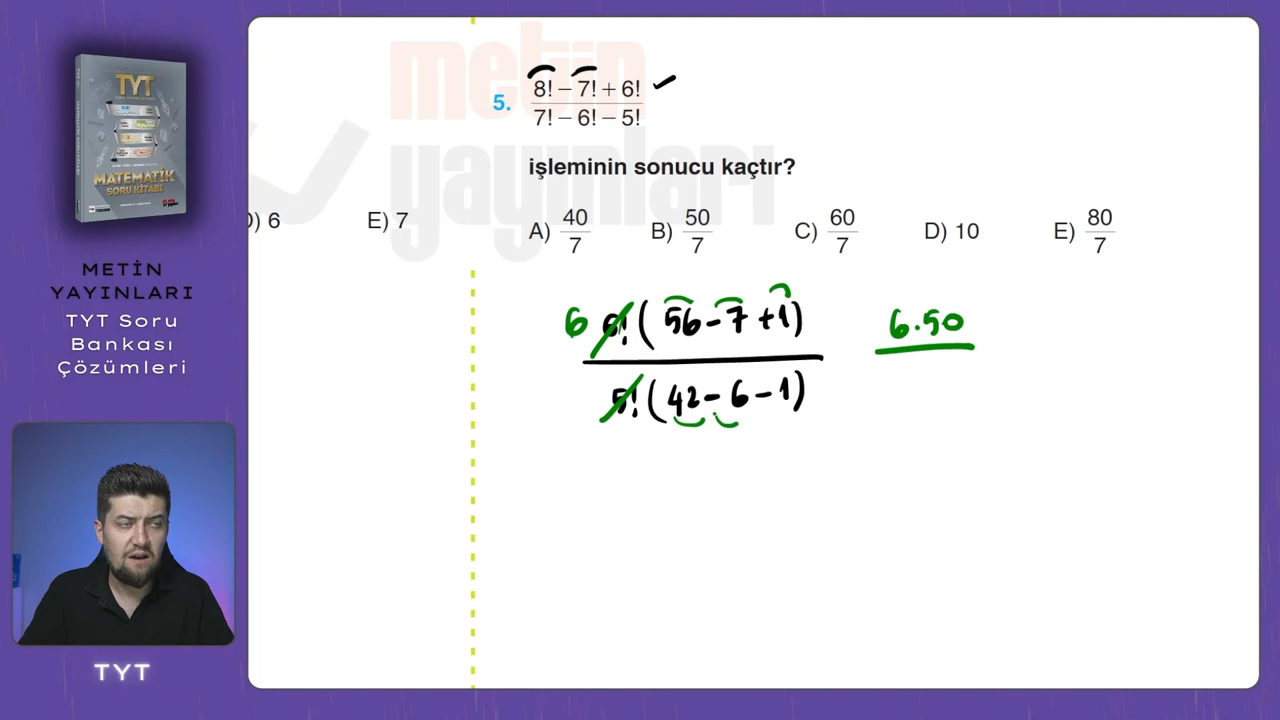 TYT
MATEMATİK
SORU KİTABI
METİN
YAYINLARI
TYT Soru
Bankası
Çözümleri
TYT
metin
yayınları
5. 8! − 7! + 6!
7! − 6! − 5!
işleminin sonucu kaçtır?
D) 6 E) 7
A) 40/7 B) 50/7 C) 60/7 D) 10 E) 80/7
6 6! (56 − 7 + 1) 6.50
5! (42 − 6 − 1)